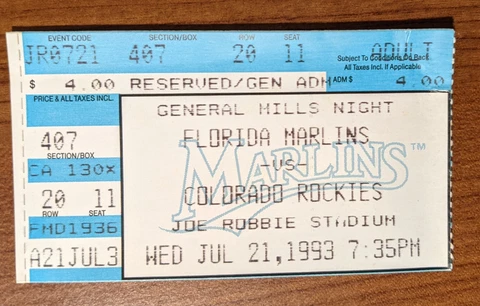 EVENT CODE SECTION/BOX ROW SEAT
JR0721 407 20 11 ADULT
Subject To Conditions On Back.
All Taxes Incl. If Applicable
$ 4.00 RESERVED/GEN ADM ADM $ 4.00
PRICE & ALL TAXES INCL.
GENERAL MILLS NIGHT
407
SECTION/BOX
FLORIDA MARLINS
MARLINS™
-VS-
CA 130X
20 11
ROW SEAT
COLORADO ROCKIES
FMD1936
JOE ROBBIE STADIUM
A21JUL3
WED JUL 21,1993 7:35PM